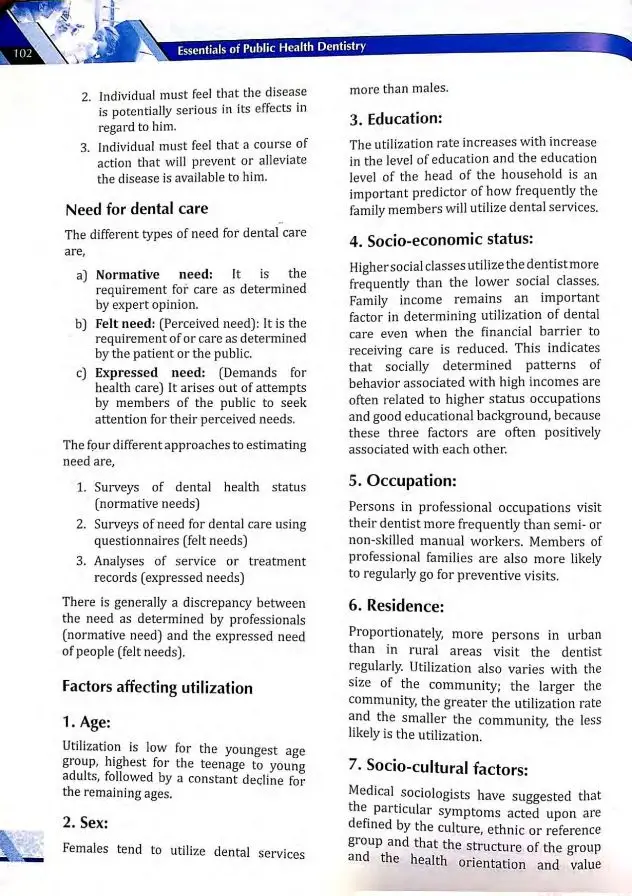 102
Essentials of Public Health Dentistry
2. Individual must feel that the disease
is potentially serious in its effects in
regard to him.
3. Individual must feel that a course of
action that will prevent or alleviate
the disease is available to him.
Need for dental care
The different types of need for dental care
are,
a) Normative need: It is the
requirement for care as determined
by expert opinion.
b) Felt need: (Perceived need): It is the
requirement of or care as determined
by the patient or the public.
c) Expressed need: (Demands for
health care) It arises out of attempts
by members of the public to seek
attention for their perceived needs.
The four different approaches to estimating
need are,
1. Surveys of dental health status
(normative needs)
2. Surveys of need for dental care using
questionnaires (felt needs)
3. Analyses of service or treatment
records (expressed needs)
There is generally a discrepancy between
the need as determined by professionals
(normative need) and the expressed need
of people (felt needs).
Factors affecting utilization
1. Age:
Utilization is low for the youngest age
group, highest for the teenage to young
adults, followed by a constant decline for
the remaining ages.
2. Sex:
Females tend to utilize dental services
more than males.
3. Education:
The utilization rate increases with increase
in the level of education and the education
level of the head of the household is an
important predictor of how frequently the
family members will utilize dental services.
4. Socio-economic status:
Higher social classes utilize the dentist more
frequently than the lower social classes.
Family income remains an important
factor in determining utilization of dental
care even when the financial barrier to
receiving care is reduced. This indicates
that socially determined patterns of
behavior associated with high incomes are
often related to higher status occupations
and good educational background, because
these three factors are often positively
associated with each other.
5. Occupation:
Persons in professional occupations visit
their dentist more frequently than semi- or
non-skilled manual workers. Members of
professional families are also more likely
to regularly go for preventive visits.
6. Residence:
Proportionately, more persons in urban
than in rural areas visit the dentist
regularly. Utilization also varies with the
size of the community; the larger the
community, the greater the utilization rate
and the smaller the community, the less
likely is the utilization.
7. Socio-cultural factors:
Medical sociologists have suggested that
the particular symptoms acted upon are
defined by the culture, ethnic or reference
group and that the structure of the group
and the health orientation and value